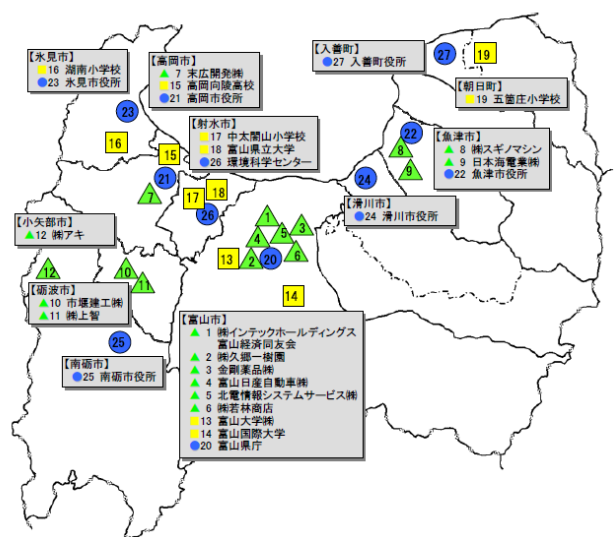 【氷見市】
16 湖南小学校
23 氷見市役所
【高岡市】
7 末広開発㈱
15 高岡向陵高校
21 高岡市役所
【射水市】
17 中太閤山小学校
18 富山県立大学
26 環境科学センター
【入善町】
27 入善町役所
【朝日町】
19 五箇庄小学校
【魚津市】
8 ㈱スギノマシン
9 日本海電業㈱
22 魚津市役所
【滑川市】
24 滑川市役所
【小矢部市】
12 ㈱アキ
【砺波市】
10 市堰建工㈱
11 ㈱上智
【南砺市】
25 南砺市役所
【富山市】
1 ㈱インテックホールディングス
富山経済同友会
2 ㈱久郷一樹園
3 金剛薬品㈱
4 富山日産自動車㈱
5 北電情報システムサービス㈱
6 ㈱若林商店
13 富山大学㈱
14 富山国際大学
20 富山県庁
27
19
23
16
15
21
7
17
18
26
22
8
9
24
1
3
5
4
2
20
6
13
14
12
10
11
25